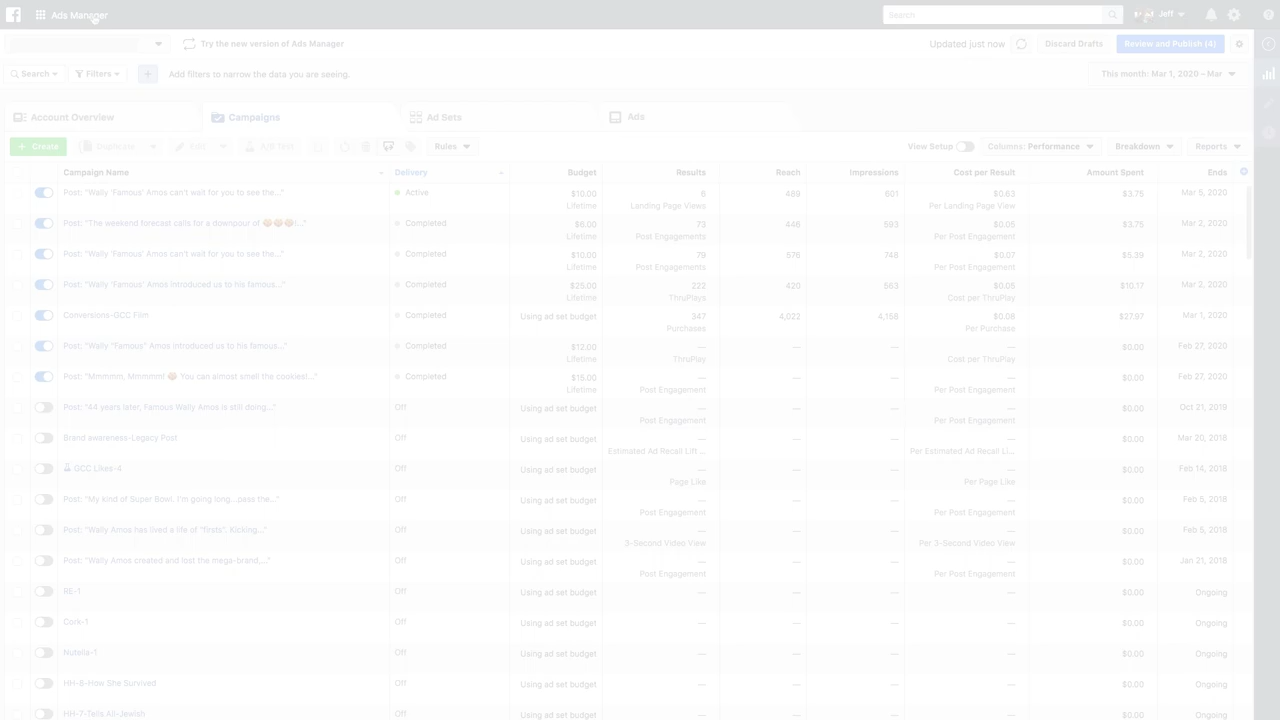 Ads Manager Search Jeff
Try the new version of Ads Manager Updated just now Discard Drafts Review and Publish (4)
Search Filters + Add filters to narrow the data you are seeing. This month: Mar 1, 2020 – Mar
Account Overview Campaigns Ad Sets Ads
+ Create Duplicate Edit A/B Test Rules View Setup Columns: Performance Breakdown Reports
Campaign Name Delivery Budget Results Reach Impressions Cost per Result Amount Spent Ends
Post: "Wally 'Famous' Amos can't wait for you to see the..." Active $10.00 6 489 601 $0.63 $3.75 Mar 5, 2020
Lifetime Landing Page Views Per Landing Page View
Post: "The weekend forecast calls for a downpour of 🍪🍪🍪!..." Completed $6.00 73 446 593 $0.05 $3.75 Mar 2, 2020
Lifetime Post Engagements Per Post Engagement
Post: "Wally 'Famous' Amos can't wait for you to see the..." Completed $10.00 79 576 748 $0.07 $5.39 Mar 2, 2020
Lifetime Post Engagements Per Post Engagement
Post: "Wally 'Famous' Amos introduced us to his famous..." Completed $25.00 222 420 563 $0.05 $10.17 Mar 2, 2020
Lifetime ThruPlays Cost per ThruPlay
Conversions-GCC Film Completed Using ad set budget 347 4,022 4,158 $0.08 $27.97 Mar 1, 2020
Purchases Per Purchase
Post: "Wally "Famous" Amos introduced us to his famous..." Completed $12.00 — — — — $0.00 Feb 27, 2020
Lifetime ThruPlay Cost per ThruPlay
Post: "Mmmmm, Mmmmm! 🍪 You can almost smell the cookies!..." Completed $15.00 — — — — $0.00 Feb 27, 2020
Lifetime Post Engagement Per Post Engagement
Post: "44 years later, Famous Wally Amos is still doing..." Off Using ad set budget — — — — $0.00 Oct 21, 2019
Post Engagement Per Post Engagement
Brand awareness-Legacy Post Off Using ad set budget — — — — $0.00 Mar 20, 2018
Estimated Ad Recall Lift ... Per Estimated Ad Recall Li...
GCC Likes-4 Off Using ad set budget — — — — $0.00 Feb 14, 2018
Page Like Per Page Like
Post: "My kind of Super Bowl. I'm going long...pass the..." Off Using ad set budget — — — — $0.00 Feb 5, 2018
Post Engagement Per Post Engagement
Post: "Wally Amos has lived a life of "firsts". Kicking..." Off Using ad set budget — — — — $0.00 Feb 5, 2018
3-Second Video View Per 3-Second Video View
Post: "Wally Amos created and lost the mega-brand,..." Off Using ad set budget — — — — $0.00 Jan 21, 2018
Post Engagement Per Post Engagement
RE-1 Off Using ad set budget — — — — $0.00 Ongoing
Cork-1 Off Using ad set budget — — — — $0.00 Ongoing
Nutella-1 Off Using ad set budget — — — — $0.00 Ongoing
HH-8-How She Survived Off Using ad set budget — — — — $0.00 Ongoing
HH-7-Tells All-Jewish Off Using ad set budget — — — — $0.00 Ongoing